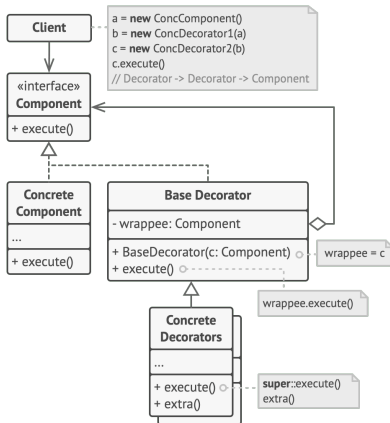 Client
a = new ConcComponent()
b = new ConcDecorator1(a)
c = new ConcDecorator2(b)
c.execute()
// Decorator -> Decorator -> Component
«interface»
Component
+ execute()
Concrete
Component
...
+ execute()
Base Decorator
- wrappee: Component
+ BaseDecorator(c: Component)
+ execute()
wrappee = c
wrappee.execute()
Concrete
Decorators
...
+ execute()
+ extra()
super::execute()
extra()